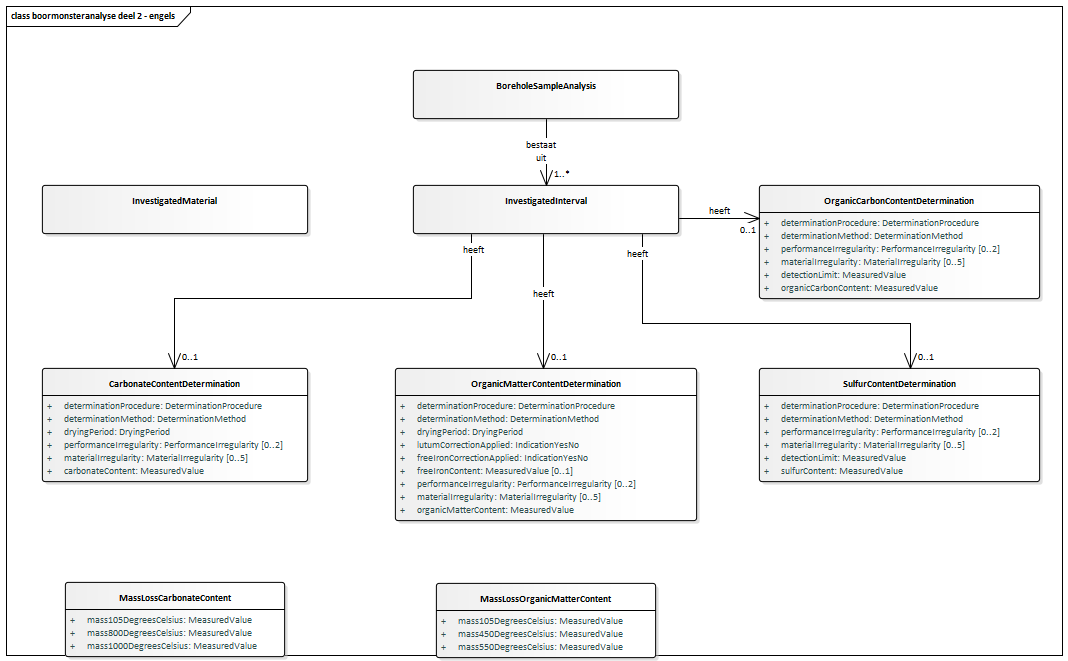 class boormonsteranalyse deel 2 - engels
BoreholeSampleAnalysis
bestaat
uit
1..*
InvestigatedMaterial
InvestigatedInterval
heeft
0..1
OrganicCarbonContentDetermination
+ determinationProcedure: DeterminationProcedure
+ determinationMethod: DeterminationMethod
+ performanceIrregularity: PerformanceIrregularity [0..2]
+ materialIrregularity: MaterialIrregularity [0..5]
+ detectionLimit: MeasuredValue
+ organicCarbonContent: MeasuredValue
heeft
heeft
heeft
0..1
0..1
0..1
CarbonateContentDetermination
+ determinationProcedure: DeterminationProcedure
+ determinationMethod: DeterminationMethod
+ dryingPeriod: DryingPeriod
+ performanceIrregularity: PerformanceIrregularity [0..2]
+ materialIrregularity: MaterialIrregularity [0..5]
+ carbonateContent: MeasuredValue
OrganicMatterContentDetermination
+ determinationProcedure: DeterminationProcedure
+ determinationMethod: DeterminationMethod
+ dryingPeriod: DryingPeriod
+ lutumCorrectionApplied: IndicationYesNo
+ freeIronCorrectionApplied: IndicationYesNo
+ freeIronContent: MeasuredValue [0..1]
+ performanceIrregularity: PerformanceIrregularity [0..2]
+ materialIrregularity: MaterialIrregularity [0..5]
+ organicMatterContent: MeasuredValue
SulfurContentDetermination
+ determinationProcedure: DeterminationProcedure
+ determinationMethod: DeterminationMethod
+ performanceIrregularity: PerformanceIrregularity [0..2]
+ materialIrregularity: MaterialIrregularity [0..5]
+ detectionLimit: MeasuredValue
+ sulfurContent: MeasuredValue
MassLossCarbonateContent
+ mass105DegreesCelsius: MeasuredValue
+ mass800DegreesCelsius: MeasuredValue
+ mass1000DegreesCelsius: MeasuredValue
MassLossOrganicMatterContent
+ mass105DegreesCelsius: MeasuredValue
+ mass450DegreesCelsius: MeasuredValue
+ mass550DegreesCelsius: MeasuredValue